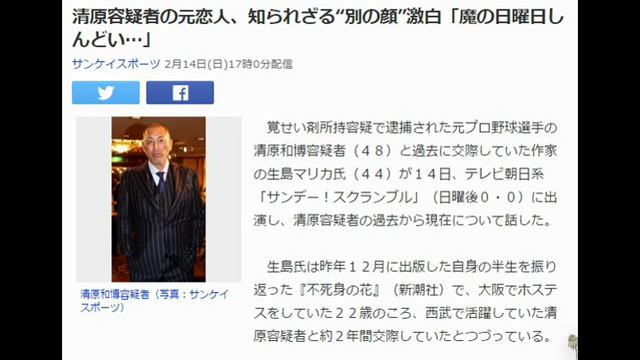 清原容疑者の元恋人、知られざる“別の顔”激白「魔の日曜日し
んどい…」
サンケイスポーツ 2月14日(日)17時0分配信
覚せい剤所持容疑で逮捕された元プロ野球選手の
清原和博容疑者（４８）と過去に交際していた作家
の生島マリカ氏（４４）が１４日、テレビ朝日系
「サンデー！スクランブル」（日曜後０・０）に出
演し、清原容疑者の過去から現在について話した。
生島氏は昨年１２月に出版した自身の半生を振り
返った『不死身の花』（新潮社）で、大阪でホステ
スをしていた２２歳のころ、西武で活躍していた清
原容疑者と約２年間交際していたとつづっている。
清原和博容疑者（写真：サンケイ
スポーツ）